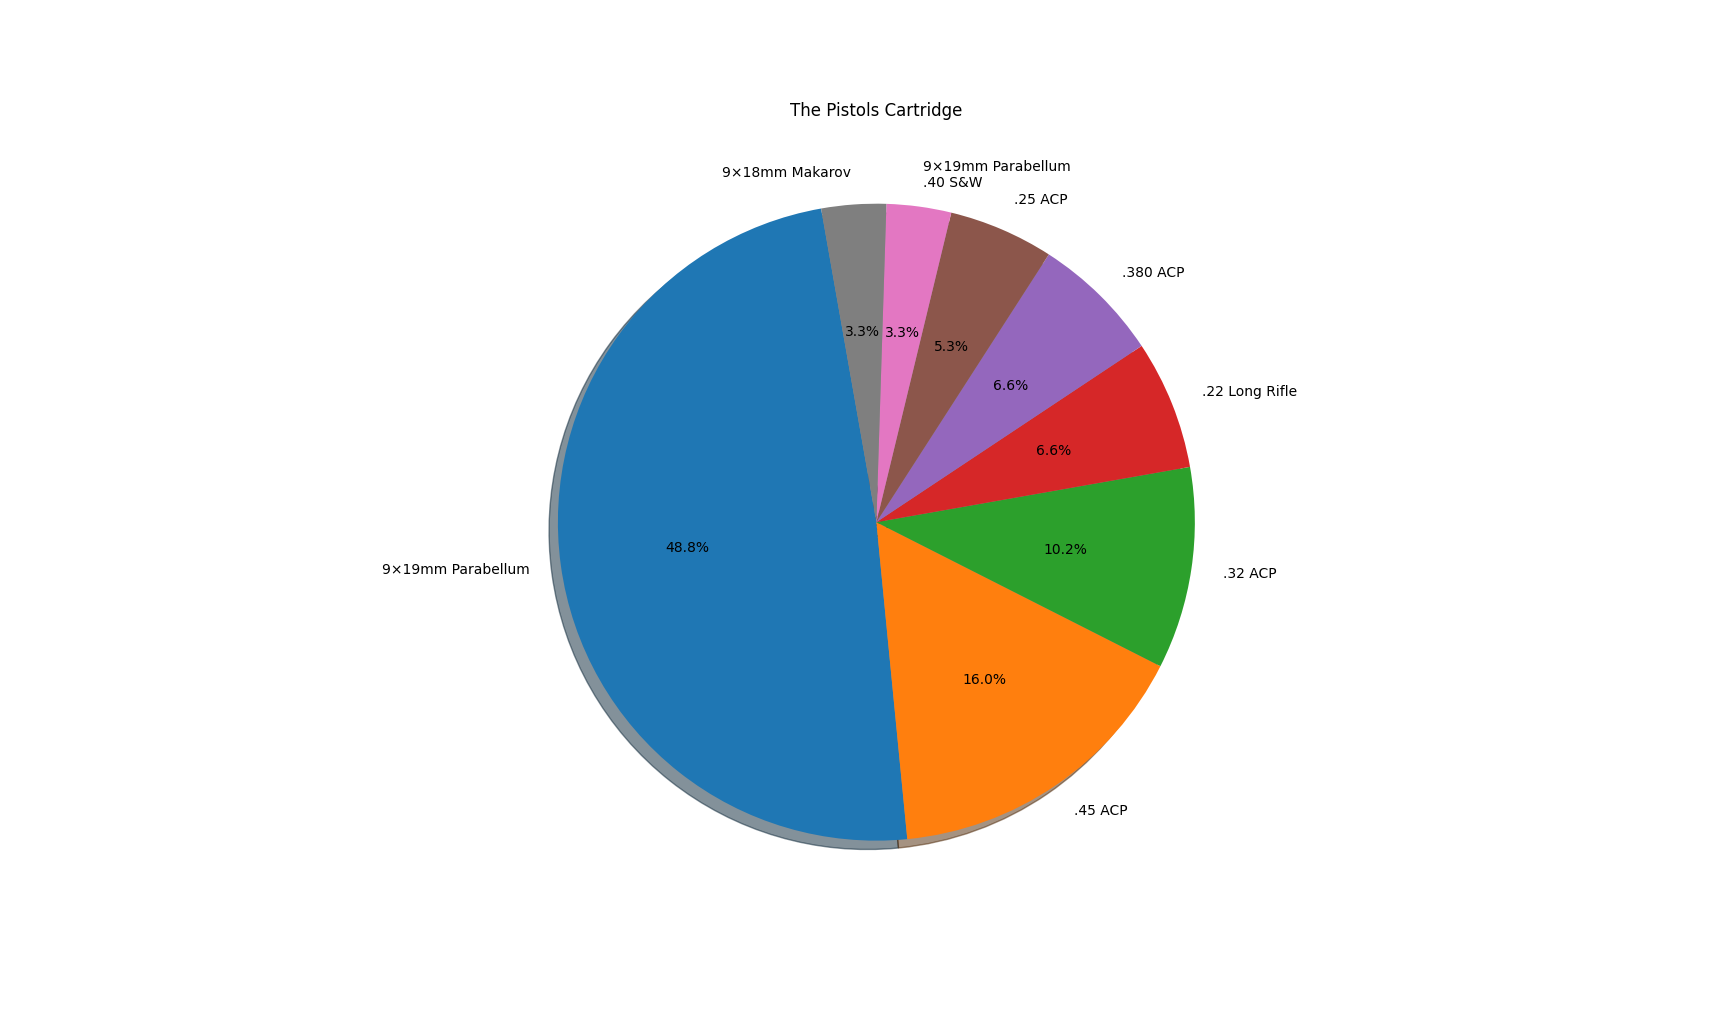 The Pistols Cartridge
9×18mm Makarov
9×19mm Parabellum
.40 S&W
.25 ACP
.380 ACP
.22 Long Rifle
3.3%
3.3%
5.3%
6.6%
6.6%
48.8%
10.2%
9×19mm Parabellum
.32 ACP
16.0%
.45 ACP